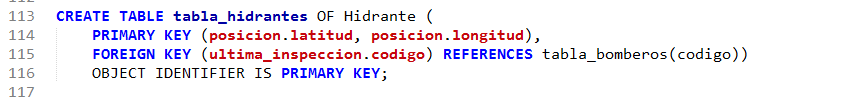 113 CREATE TABLE tabla_hidrantes OF Hidrante (
114 PRIMARY KEY (posicion.latitud, posicion.longitud),
115 FOREIGN KEY (ultima_inspeccion.codigo) REFERENCES tabla_bomberos(codigo))
116 OBJECT IDENTIFIER IS PRIMARY KEY;
117